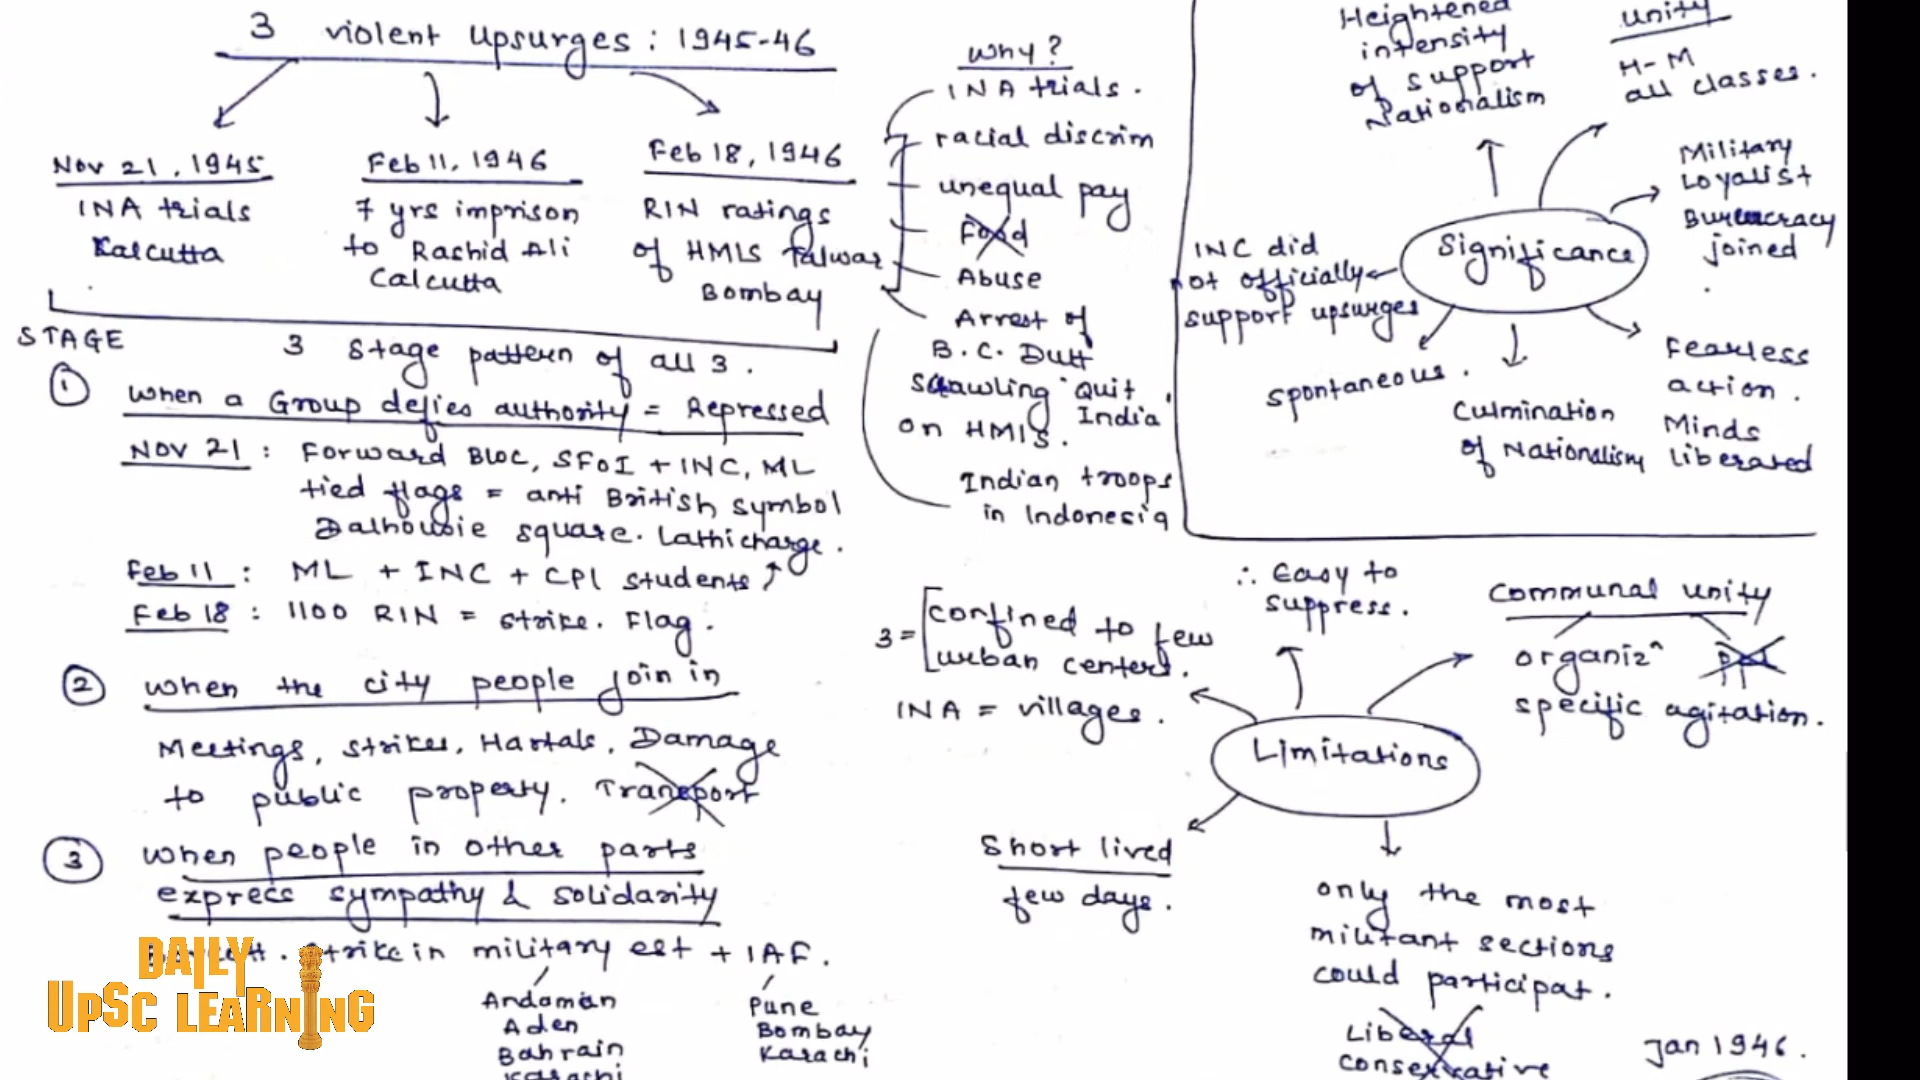 3 violent upsurges : 1945-46
Nov 21, 1945
INA trials
Calcutta
Feb 11, 1946
7 yrs imprison
to Rashid Ali
Calcutta
Feb 18, 1946
RIN ratings
of HMIS Talwar
Bombay
STAGE
3 stage pattern of all 3.
1 when a Group defies authority = Repressed
Nov 21 : Forward Bloc, SFOI + INC, ML
tied flags = anti British symbol
Dalhousie square. Lathicharge.
Feb 11 : ML + INC + CPI students
Feb 18 : 1100 RIN = strike. Flag.
2 when the city people join in
Meetings, strikes, Hartals, Damage
to public property. Transport
3 when people in other parts
express sympathy & solidarity
strike in military est + IAF.
Andaman
Aden
Bahrain
Karachi
Pune
Bombay
Karachi
Why?
INA trials.
racial discrim
unequal pay
Food
Abuse
Arrest of
B.C. Dutt
scrawling Quit
India
on HMIS.
Indian troops
in Indonesia
Heightened
intensity
of support
Nationalism
unity
H-M
all classes.
Military
Loyalist
Bureaucracy
joined
Significance
INC did
not officially
support upsurges
spontaneous.
Culmination
of Nationalism
Fearless
action.
Minds
liberated
3 = confined to few
urban centers.
INA = villages.
∴ Easy to
suppress.
Communal unity
organizn
ppl
specific agitation.
Limitations
Short lived
few days.
only the most
militant sections
could participat.
Liberal
conservative
Jan 1946.
DAILY
UPSC LEARNING